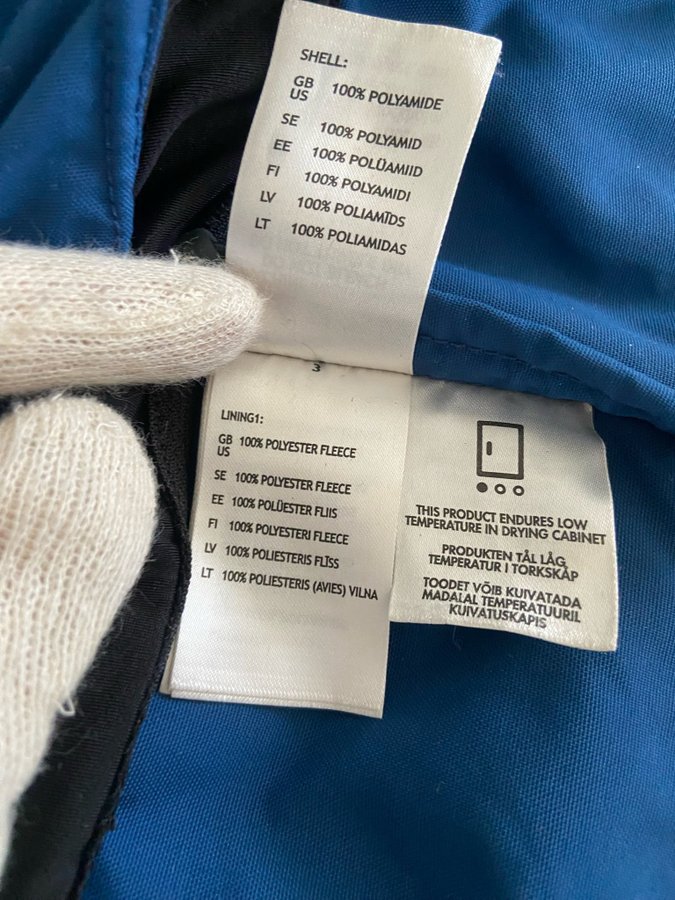 SHELL:
GB US 100% POLYAMIDE
SE 100% POLYAMID
EE 100% POLÜAMIID
FI 100% POLYAMIDI
LV 100% POLIAMĪDS
LT 100% POLIAMIDAS
3
LINING1:
GB US 100% POLYESTER FLEECE
SE 100% POLYESTER FLEECE
EE 100% POLÜESTER FLIIS
FI 100% POLYESTERI FLEECE
LV 100% POLIESTERIS FLĪSS
LT 100% POLIESTERIS (AVIES) VILNA
THIS PRODUCT ENDURES LOW
TEMPERATURE IN DRYING CABINET
PRODUKTEN TÅL LÅG
TEMPERATUR I TORKSKÅP
TOODET VÕIB KUIVATADA
MADALAL TEMPERATUURIL
KUIVATUSKAPIS